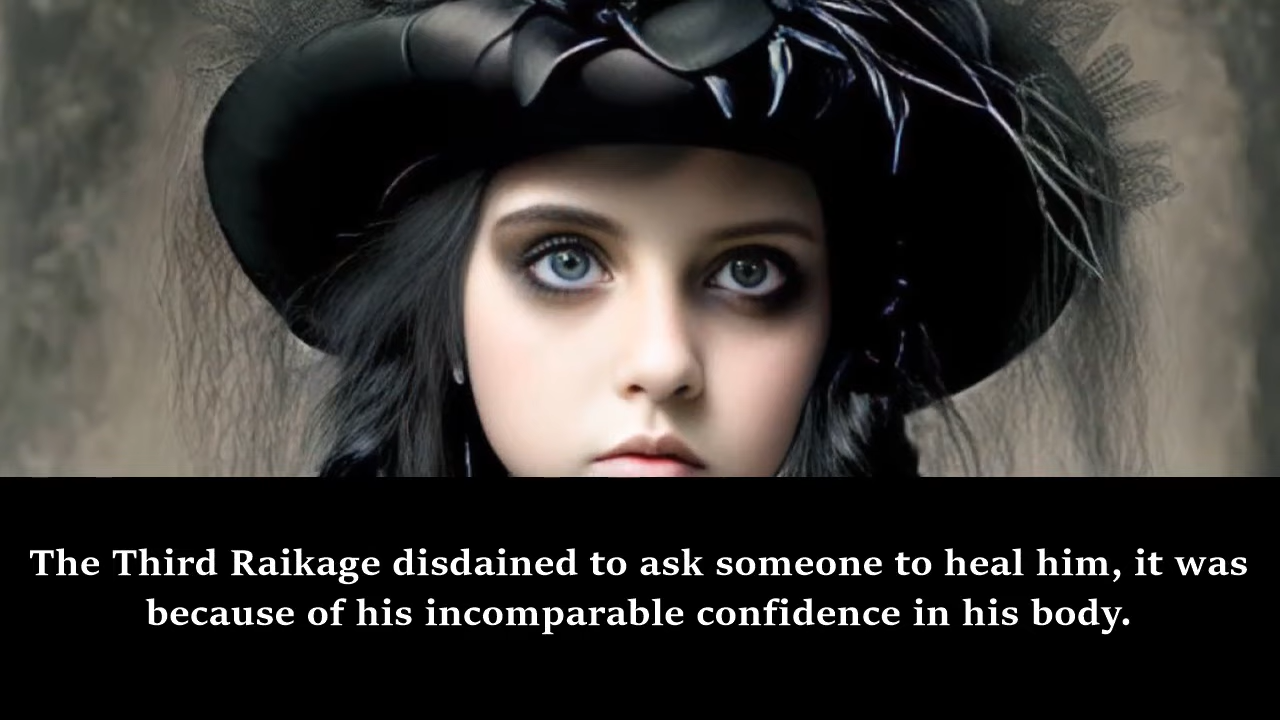 The Third Raikage disdained to ask someone to heal him, it was
because of his incomparable confidence in his body.